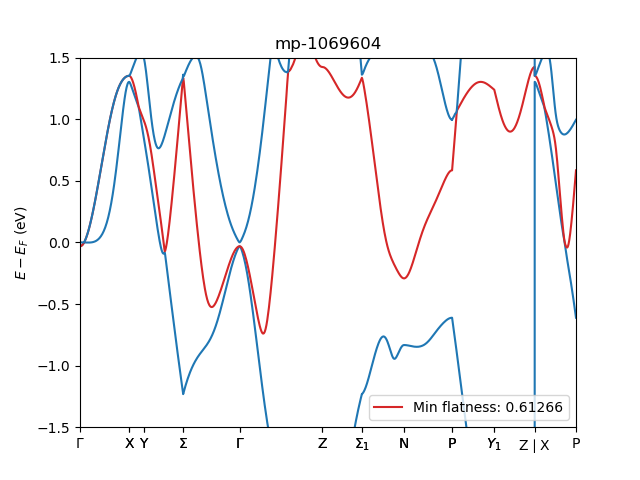 mp-1069604
E − E_F (eV)
1.5
1.0
0.5
0.0
−0.5
−1.0
−1.5
Min flatness: 0.61266
Γ X Y Σ Γ Z Σ₁ N P Y₁ Z | X P